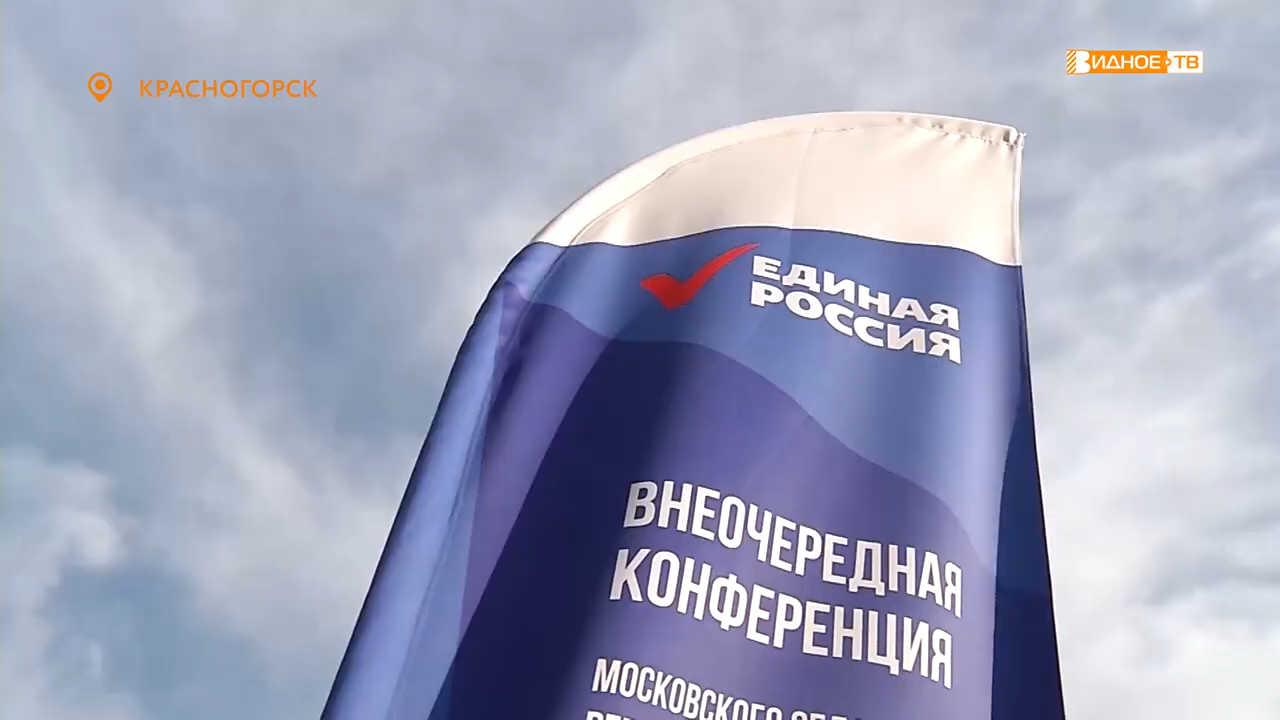 КРАСНОГОРСК
ВИДНОЕ ТВ
ЕДИНАЯ
РОССИЯ
ВНЕОЧЕРЕДНАЯ
КОНФЕРЕНЦИЯ
МОСКОВСКОГО